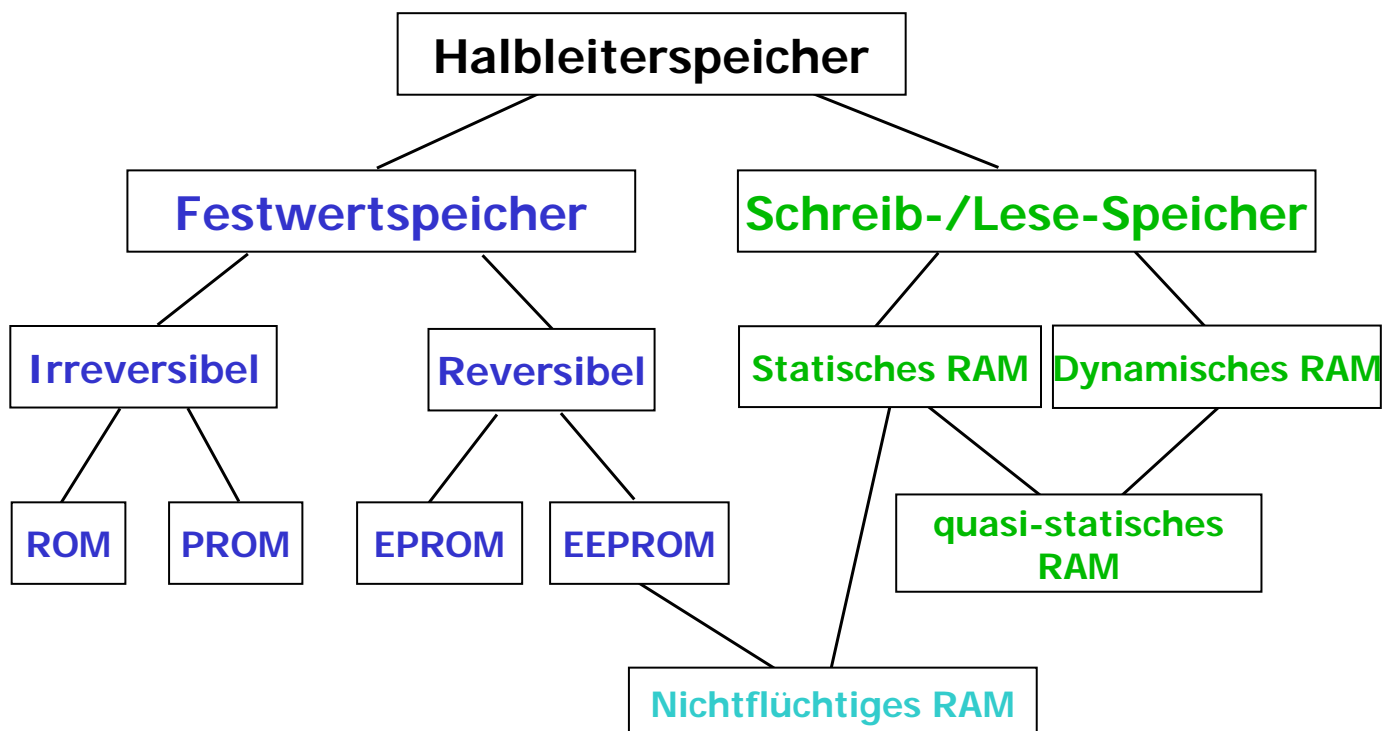 Halbleiterspeicher
Festwertspeicher
Schreib-/Lese-Speicher
Irreversibel
Reversibel
Statisches RAM
Dynamisches RAM
ROM
PROM
EPROM
EEPROM
quasi-statisches
RAM
Nichtflüchtiges RAM